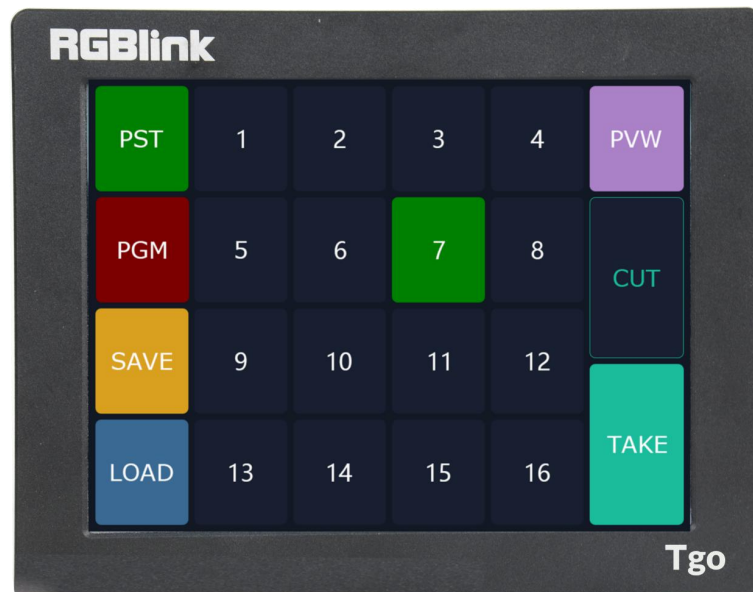 RGBlink
PST 1 2 3 4 PVW
PGM 5 6 7 8 CUT
SAVE 9 10 11 12
LOAD 13 14 15 16 TAKE
Tgo